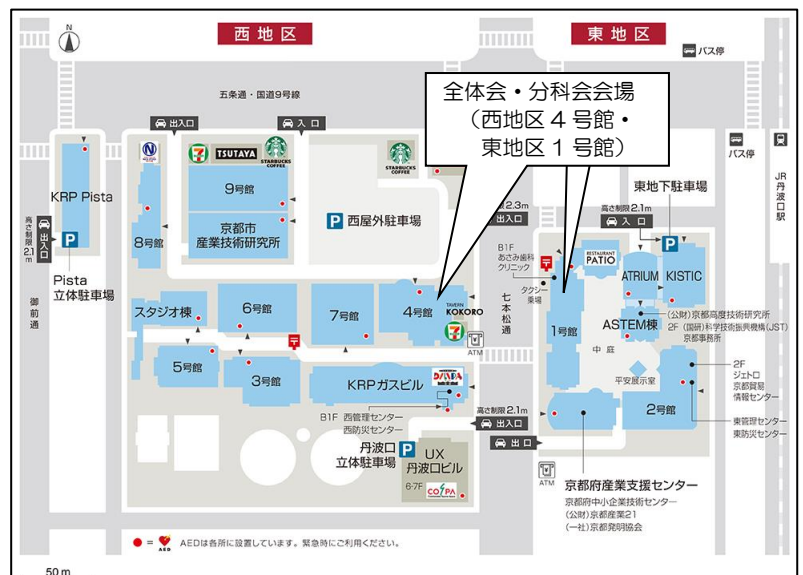 N
西地区
東地区
バス停
五条通・国道9号線
全体会・分科会会場
（西地区４号館・
東地区１号館）
出入口
入口
TSUTAYA
STARBUCKS
COFFEE
STARBUCKS
COFFEE
バス停
JR丹波口駅
KRP Pista
9号館
8号館
京都市
産業技術研究所
P 西屋外駐車場
2.3m
出入口
東地下駐車場
高さ制限2.1m
入口
P
高さ制限
2.1m
出入口
P
Pista
立体駐車場
御前通
B1F
あさみ歯科
クリニック
タクシー
乗場
RESTAURANT
PATIO
ATRIUM
KISTIC
スタジオ棟
6号館
7号館
4号館
TAVERN
KOKORO
七本松通
1号館
ASTEM棟
(公財)京都高度技術研究所
2F (国研)科学技術振興機構(JST)
京都事務所
ATM
中庭
5号館
3号館
KRPガスビル
平安展示室
2F
ジェトロ
京都貿易
情報センター
B1F 西管理センター
西防災センター
高さ制限2.1m
出入口
2号館
東管理センター
東防災センター
丹波口
立体駐車場
P
UX
丹波口ビル
6-7F
COSPA
出口
ATM
京都府産業支援センター
京都府中小企業技術センター
(公財)京都産業21
(一社)京都発明協会
● = AED
AEDは各所に設置しています。緊急時にご利用ください。
50 m